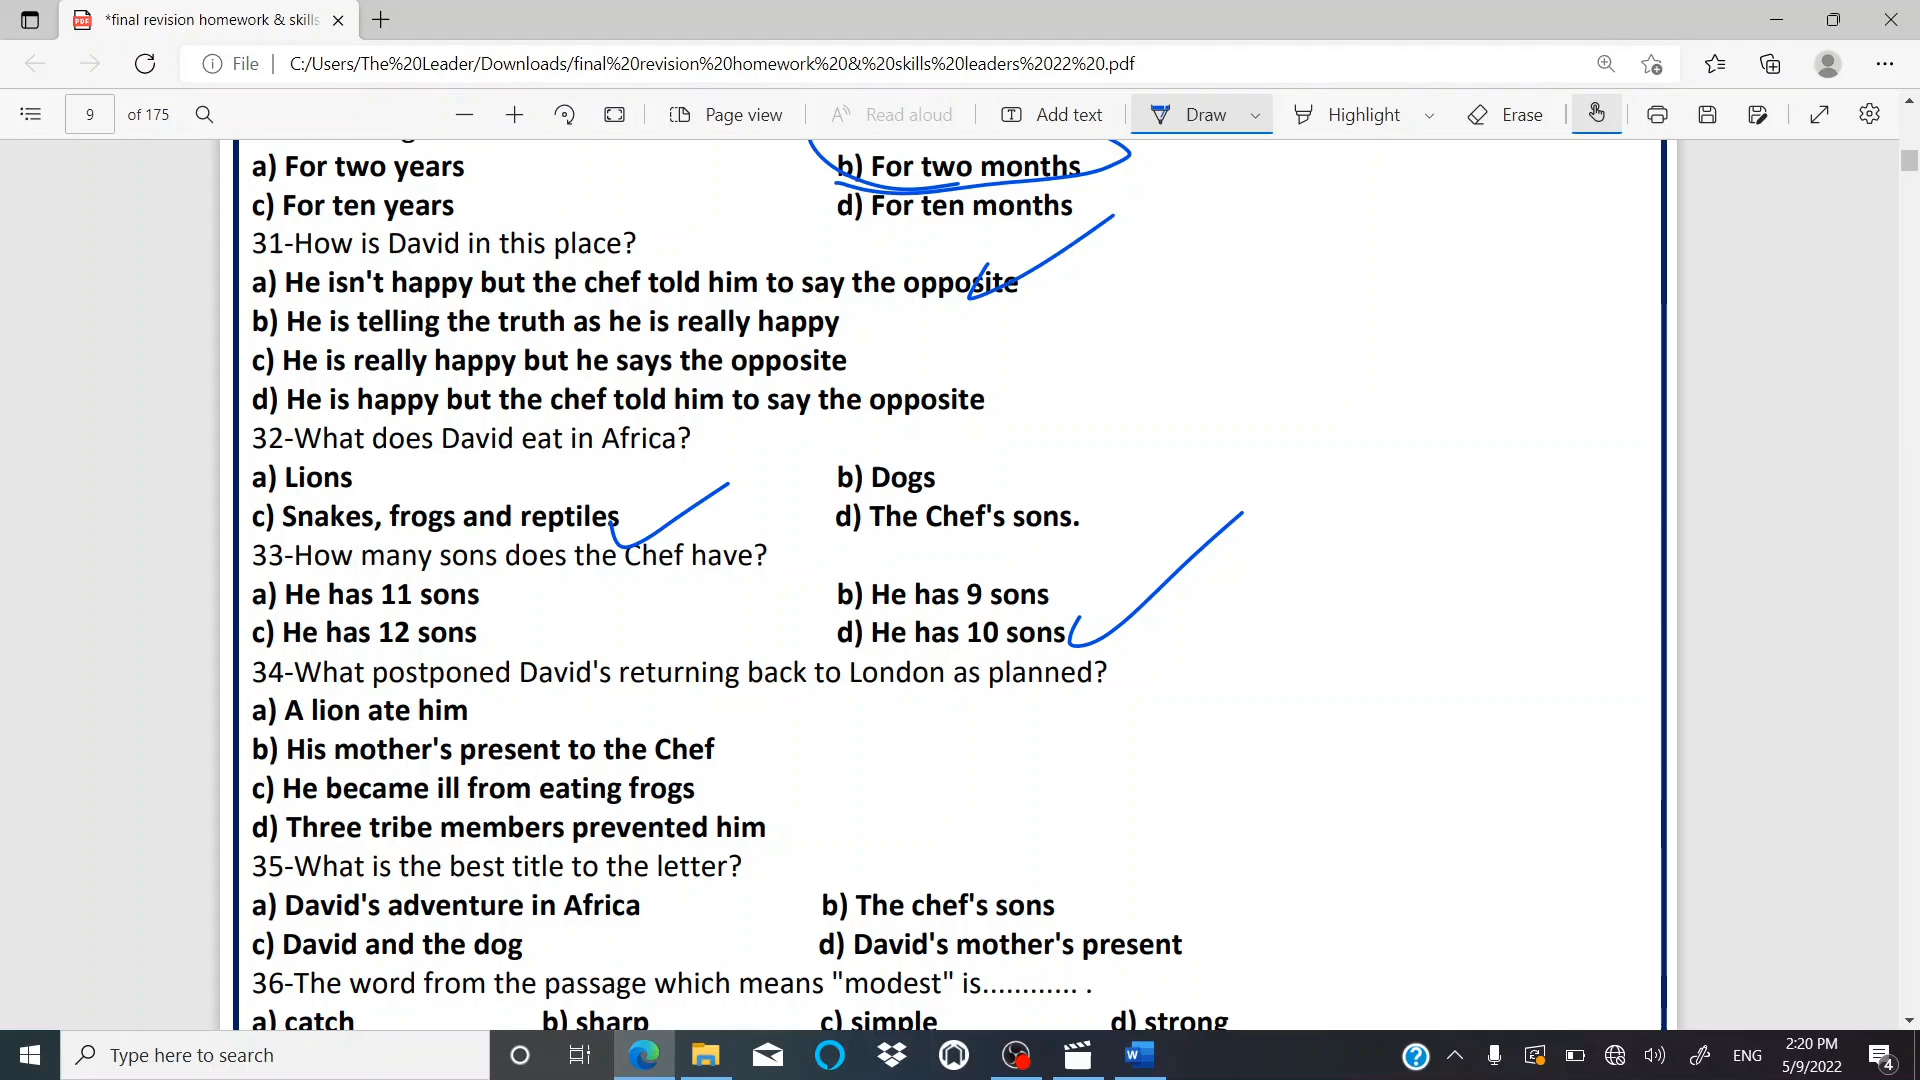 *final revision homework & skills
File
C:/Users/The%20Leader/Downloads/final%20revision%20homework%20&%20skills%20leaders%2022%20.pdf
9 of 175
Page view
Read aloud
Add text
Draw
Highlight
Erase
a) For two years b) For two months
c) For ten years d) For ten months
31-How is David in this place?
a) He isn't happy but the chef told him to say the opposite
b) He is telling the truth as he is really happy
c) He is really happy but he says the opposite
d) He is happy but the chef told him to say the opposite
32-What does David eat in Africa?
a) Lions b) Dogs
c) Snakes, frogs and reptiles d) The Chef's sons.
33-How many sons does the Chef have?
a) He has 11 sons b) He has 9 sons
c) He has 12 sons d) He has 10 sons
34-What postponed David's returning back to London as planned?
a) A lion ate him
b) His mother's present to the Chef
c) He became ill from eating frogs
d) Three tribe members prevented him
35-What is the best title to the letter?
a) David's adventure in Africa b) The chef's sons
c) David and the dog d) David's mother's present
36-The word from the passage which means "modest" is............ .
a) catch b) sharp c) simple d) strong
Type here to search
ENG
2:20 PM
5/9/2022
4